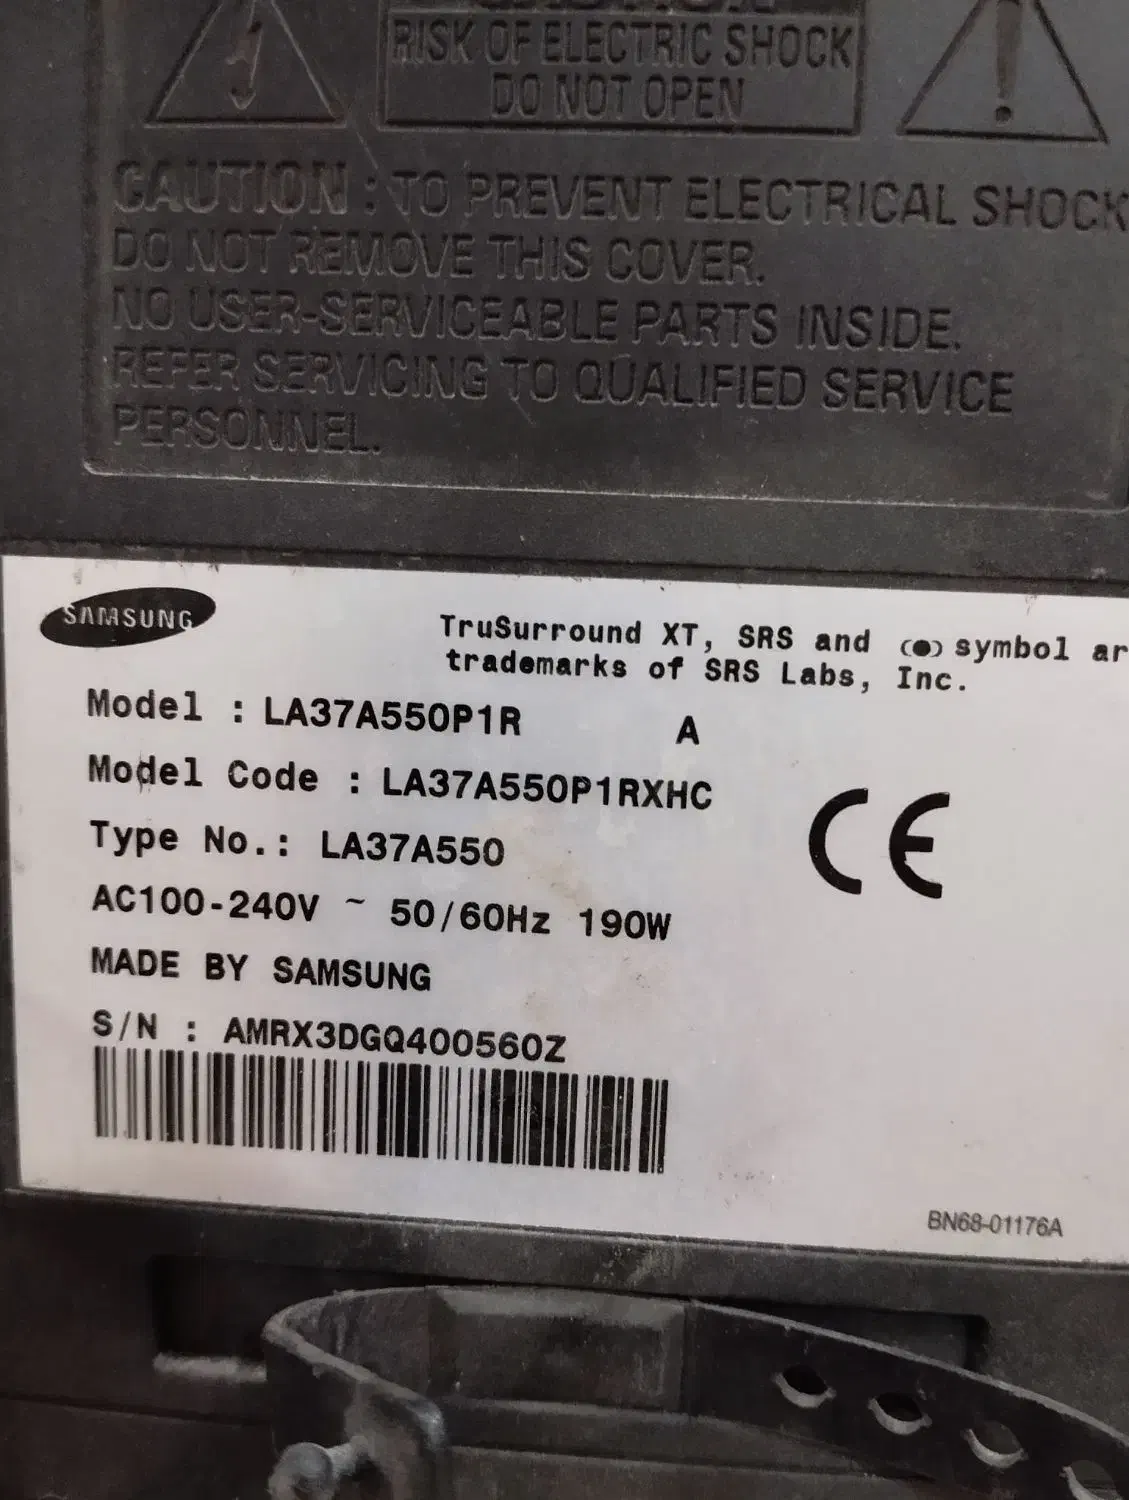 RISK OF ELECTRIC SHOCK
DO NOT OPEN
CAUTION : TO PREVENT ELECTRICAL SHOCK
DO NOT REMOVE THIS COVER.
NO USER-SERVICEABLE PARTS INSIDE.
REFER SERVICING TO QUALIFIED SERVICE
PERSONNEL.
SAMSUNG
TruSurround XT, SRS and (●) symbol ar
trademarks of SRS Labs, Inc.
Model : LA37A550P1R A
Model Code : LA37A550P1RXHC
Type No.: LA37A550
CE
AC100-240V ~ 50/60Hz 190W
MADE BY SAMSUNG
S/N : AMRX3DGQ400560Z
BN68-01176A